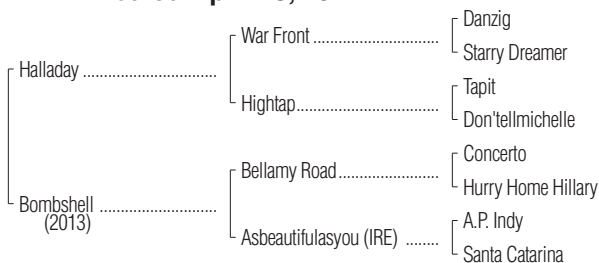 Halladay
Bombshell
(2013)
War Front
Hightap
Bellamy Road
Asbeautifulasyou (IRE)
Danzig
Starry Dreamer
Tapit
Don'tellmichelle
Concerto
Hurry Home Hillary
A.P. Indy
Santa Catarina